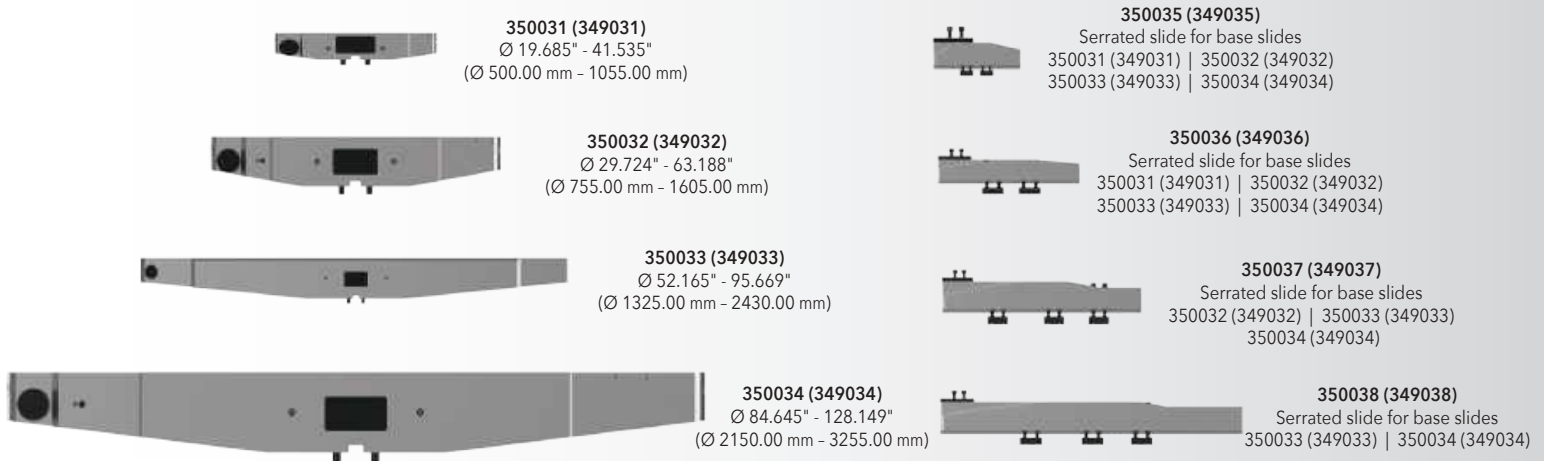 350031 (349031)
Ø 19.685" - 41.535"
(Ø 500.00 mm – 1055.00 mm)
350032 (349032)
Ø 29.724" - 63.188"
(Ø 755.00 mm – 1605.00 mm)
350033 (349033)
Ø 52.165" - 95.669"
(Ø 1325.00 mm – 2430.00 mm)
350034 (349034)
Ø 84.645" - 128.149"
(Ø 2150.00 mm – 3255.00 mm)
350035 (349035)
Serrated slide for base slides
350031 (349031) | 350032 (349032)
350033 (349033) | 350034 (349034)
350036 (349036)
Serrated slide for base slides
350031 (349031) | 350032 (349032)
350033 (349033) | 350034 (349034)
350037 (349037)
Serrated slide for base slides
350032 (349032) | 350033 (349033)
350034 (349034)
350038 (349038)
Serrated slide for base slides
350033 (349033) | 350034 (349034)